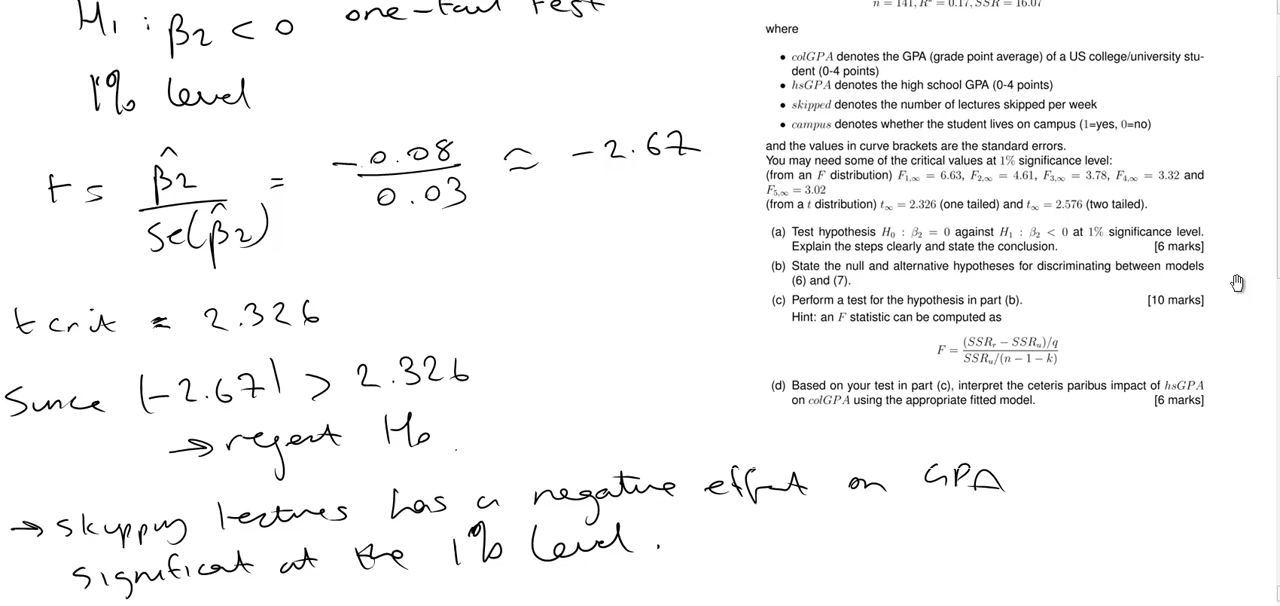 H₁ : β₂ < 0 one-tail test
1% level
ts β̂₂ / se(β̂₂) = -0.08 / 0.03 ≈ -2.67
t crit = 2.326
Since |-2.67| > 2.326
→ reject H₀.
→ skipping lectures has a negative effect on GPA
significant at the 1% level.
n = 141, R² = 0.17, SSR = 16.07
where
• colGPA denotes the GPA (grade point average) of a US college/university stu-
dent (0-4 points)
• hsGPA denotes the high school GPA (0-4 points)
• skipped denotes the number of lectures skipped per week
• campus denotes whether the student lives on campus (1=yes, 0=no)
and the values in curve brackets are the standard errors.
You may need some of the critical values at 1% significance level:
(from an F distribution) F₁,∞ = 6.63, F₂,∞ = 4.61, F₃,∞ = 3.78, F₄,∞ = 3.32 and
F₅,∞ = 3.02
(from a t distribution) t∞ = 2.326 (one tailed) and t∞ = 2.576 (two tailed).
(a) Test hypothesis H₀ : β₂ = 0 against H₁ : β₂ < 0 at 1% significance level.
Explain the steps clearly and state the conclusion. [6 marks]
(b) State the null and alternative hypotheses for discriminating between models
(6) and (7).
(c) Perform a test for the hypothesis in part (b). [10 marks]
Hint: an F statistic can be computed as
F = (SSRᵣ − SSRᵤ)/q / SSRᵤ/(n − 1 − k)
(d) Based on your test in part (c), interpret the ceteris paribus impact of hsGPA
on colGPA using the appropriate fitted model. [6 marks]